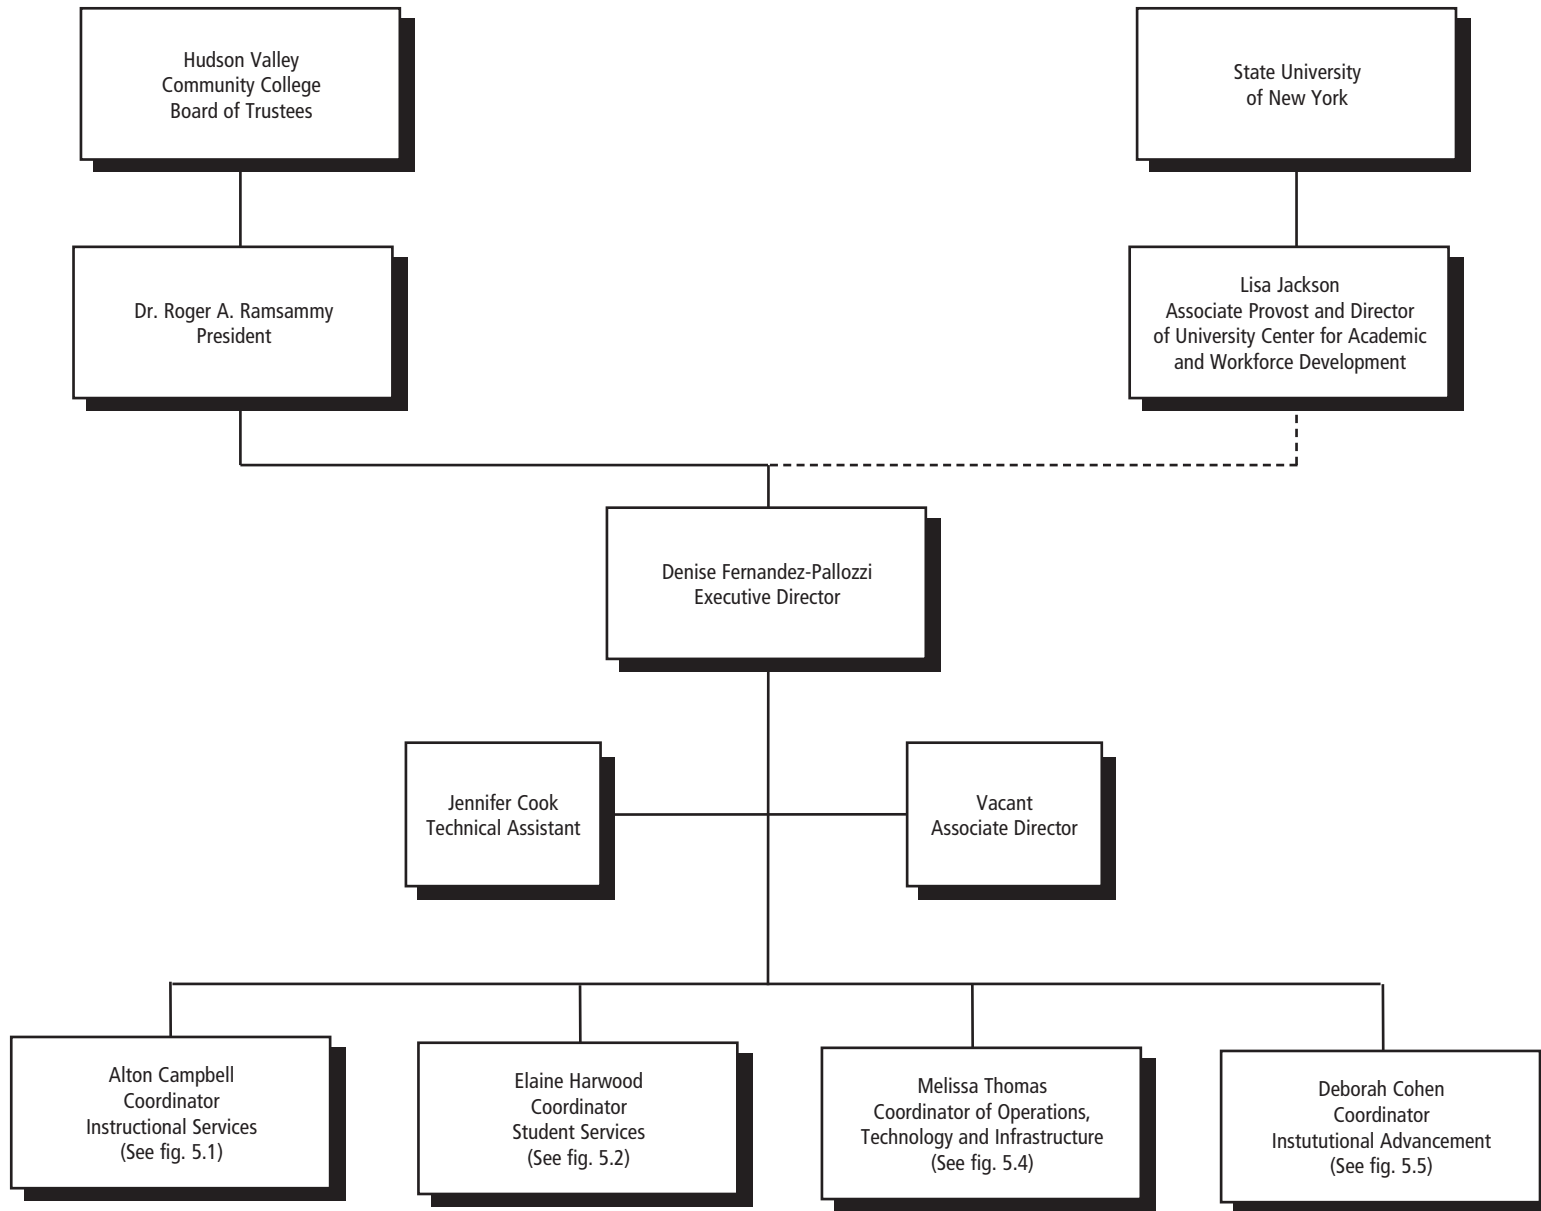 Hudson Valley
Community College
Board of Trustees
State University
of New York
Dr. Roger A. Ramsammy
President
Lisa Jackson
Associate Provost and Director
of University Center for Academic
and Workforce Development
Denise Fernandez-Pallozzi
Executive Director
Jennifer Cook
Technical Assistant
Vacant
Associate Director
Alton Campbell
Coordinator
Instructional Services
(See fig. 5.1)
Elaine Harwood
Coordinator
Student Services
(See fig. 5.2)
Melissa Thomas
Coordinator of Operations,
Technology and Infrastructure
(See fig. 5.4)
Deborah Cohen
Coordinator
Instututional Advancement
(See fig. 5.5)